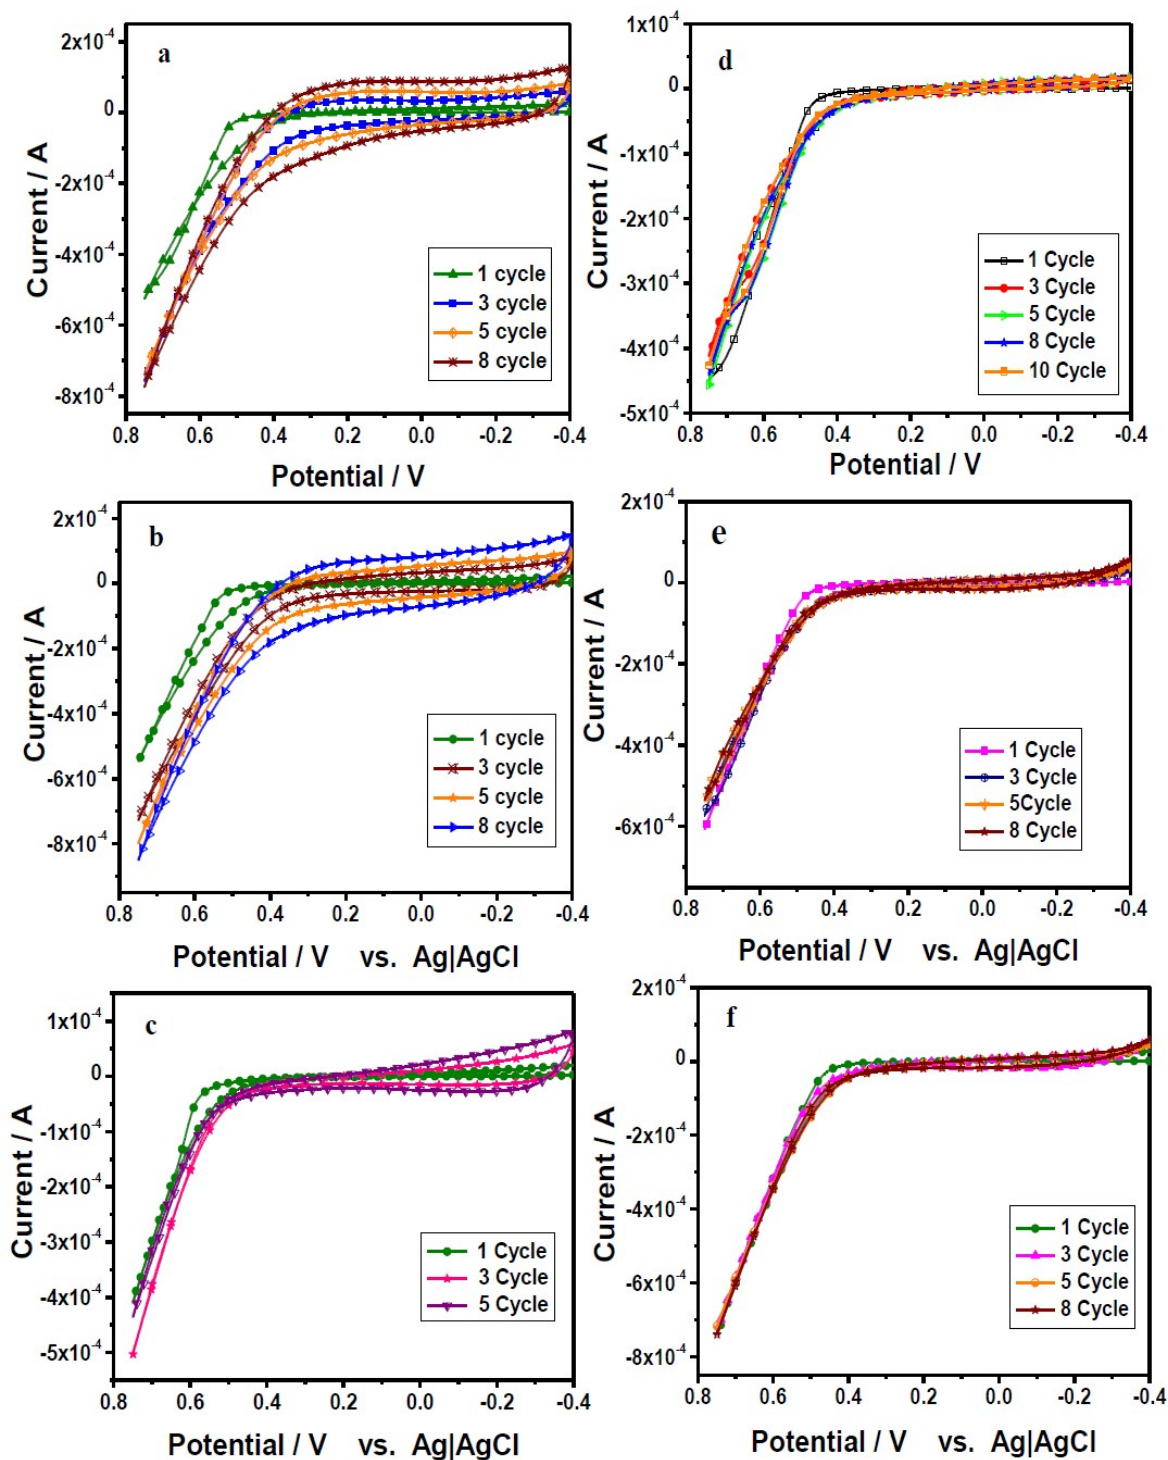 a
2x10-4
0
-2x10-4
-4x10-4
-6x10-4
-8x10-4
Current / A
1 cycle
3 cycle
5 cycle
8 cycle
0.8 0.6 0.4 0.2 0.0 -0.2 -0.4
Potential / V
d
1x10-4
0
-1x10-4
-2x10-4
-3x10-4
-4x10-4
-5x10-4
Current / A
1 Cycle
3 Cycle
5 Cycle
8 Cycle
10 Cycle
0.8 0.6 0.4 0.2 0.0 -0.2 -0.4
Potential / V
b
2x10-4
0
-2x10-4
-4x10-4
-6x10-4
-8x10-4
Current / A
1 cycle
3 cycle
5 cycle
8 cycle
0.8 0.6 0.4 0.2 0.0 -0.2 -0.4
Potential / V vs. Ag|AgCl
e
2x10-4
0
-2x10-4
-4x10-4
-6x10-4
Current / A
1 Cycle
3 Cycle
5Cycle
8 Cycle
0.8 0.6 0.4 0.2 0.0 -0.2 -0.4
Potential / V vs. Ag|AgCl
c
1x10-4
0
-1x10-4
-2x10-4
-3x10-4
-4x10-4
-5x10-4
Current / A
1 Cycle
3 Cycle
5 Cycle
0.8 0.6 0.4 0.2 0.0 -0.2 -0.4
Potential / V vs. Ag|AgCl
f
2x10-4
0
-2x10-4
-4x10-4
-6x10-4
-8x10-4
Current / A
1 Cycle
3 Cycle
5 Cycle
8 Cycle
0.8 0.6 0.4 0.2 0.0 -0.2 -0.4
Potential / V vs. Ag|AgCl